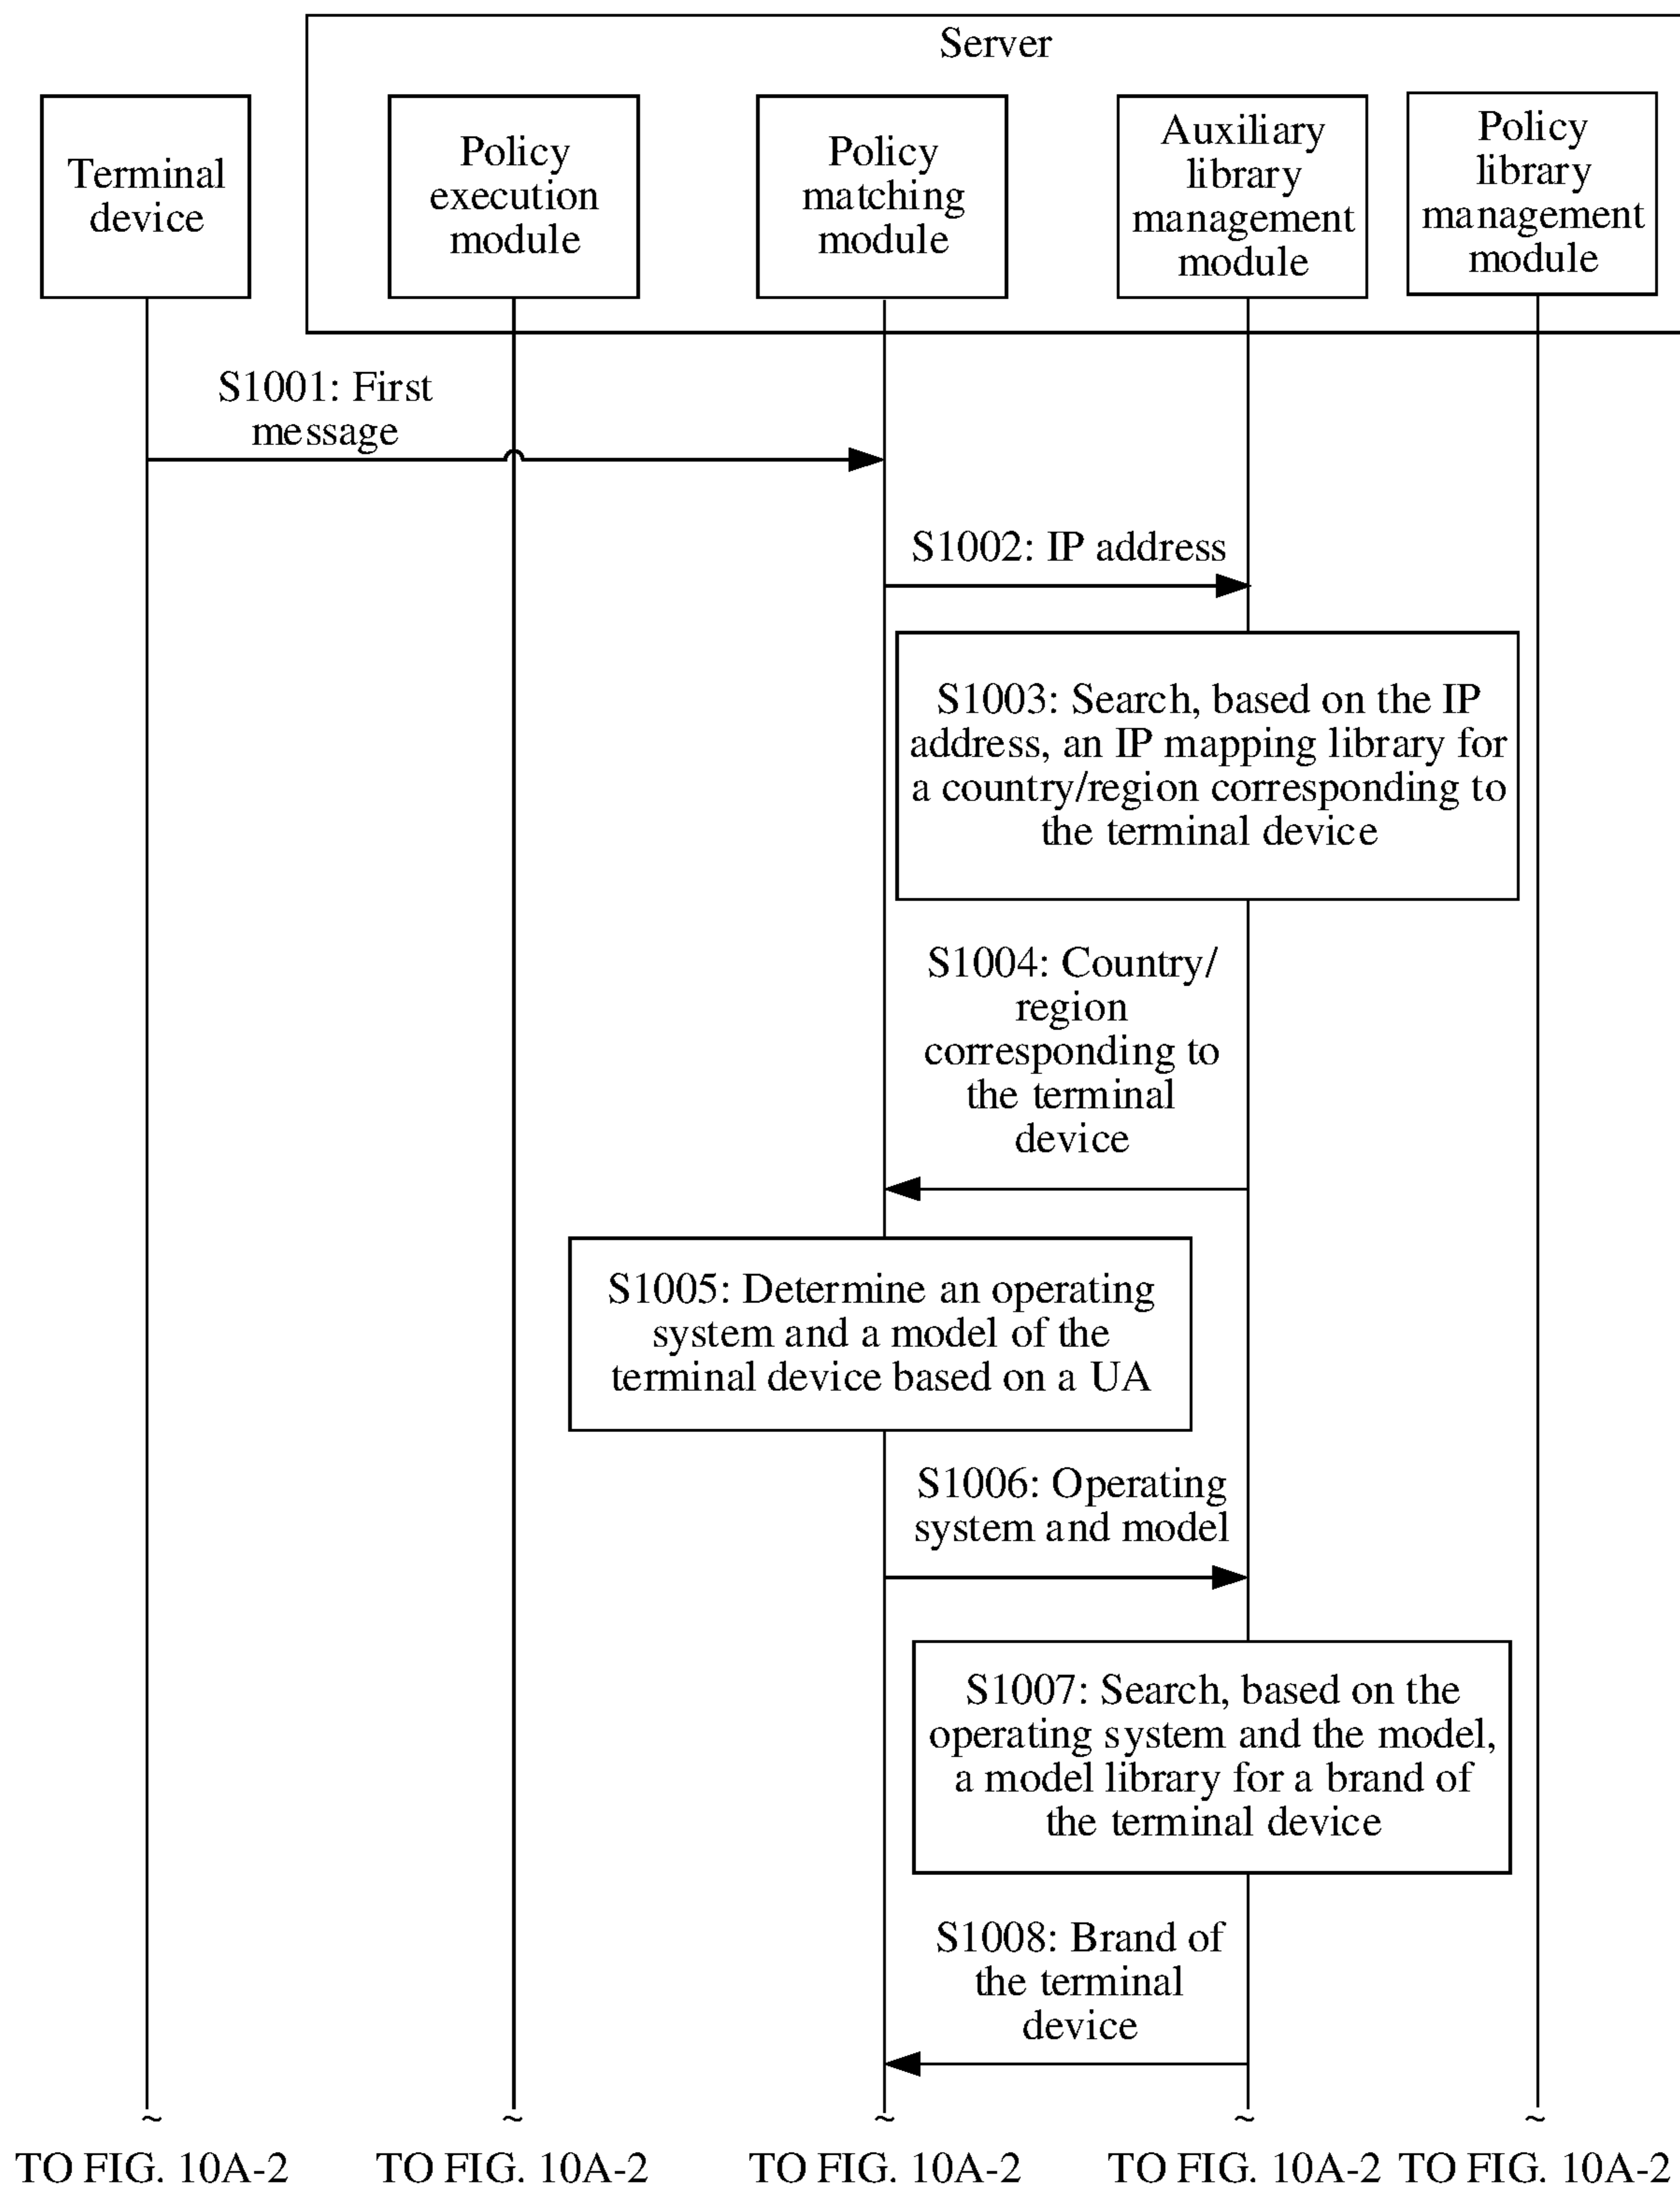 Server
Terminal
device
Policy
execution
module
Policy
matching
module
Auxiliary
library
management
module
Policy
library
management
module
S1001: First
message
S1002: IP address
S1003: Search, based on the IP
address, an IP mapping library for
a country/region corresponding to
the terminal device
S1004: Country/
region
corresponding to
the terminal
device
S1005: Determine an operating
system and a model of the
terminal device based on a UA
S1006: Operating
system and model
S1007: Search, based on the
operating system and the model,
a model library for a brand of
the terminal device
S1008: Brand of
the terminal
device
~ ~ ~ ~ ~
TO FIG. 10A-2 TO FIG. 10A-2 TO FIG. 10A-2 TO FIG. 10A-2 TO FIG. 10A-2